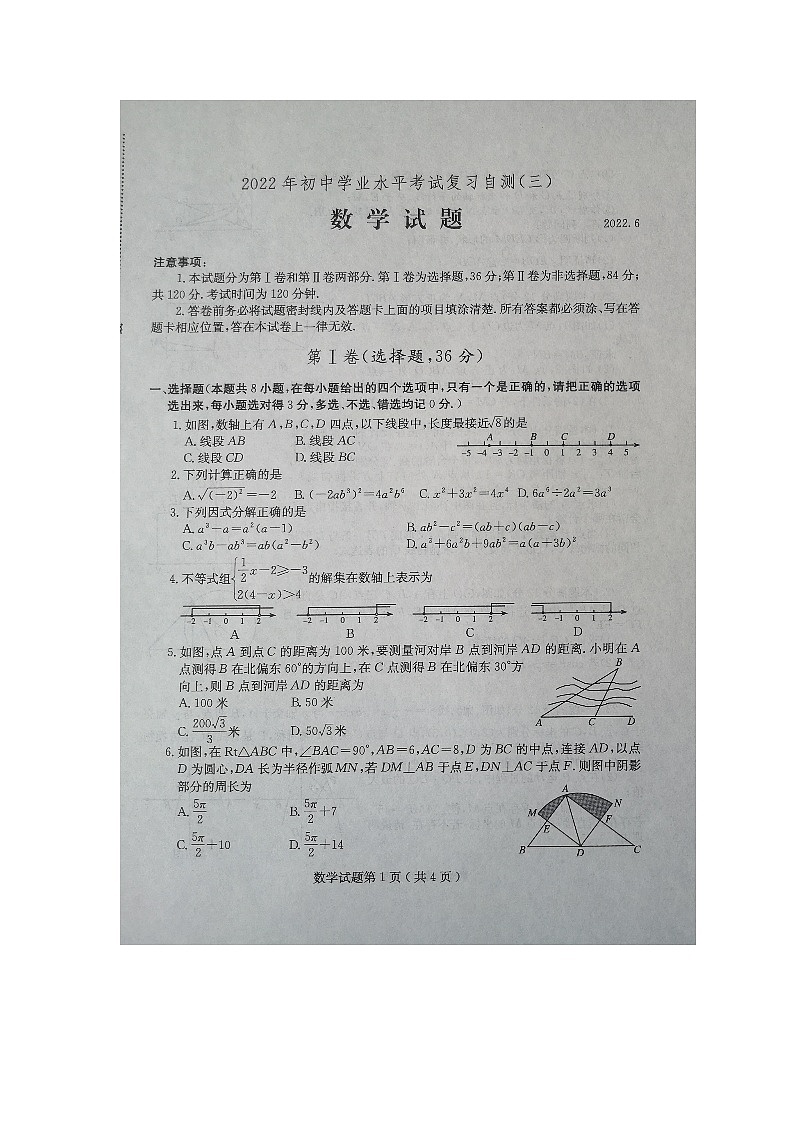 2022年初中学业水平考试复习自测(三)
数学试题
2022.6
注意事项:
1.本试题分为第Ⅰ卷和第Ⅱ卷两部分.第Ⅰ卷为选择题,36分;第Ⅱ卷为非选择题,84分;
共120分.考试时间为120分钟.
2.答卷前务必将试题密封线内及答题卡上面的项目填涂清楚.所有答案都必须涂、写在答
题卡相应位置,答在本试卷上一律无效.
第Ⅰ卷(选择题,36分)
一、选择题(本题共8小题,在每小题给出的四个选项中,只有一个是正确的,请把正确的选项
选出来,每小题选对得3分,多选、不选、错选均记0分.)
1.如图,数轴上有A,B,C,D四点,以下线段中,长度最接近√8的是
A.线段AB B.线段AC
C.线段CD D.线段BC
A B C D
-5 -4 -3 -2 -1 0 1 2 3 4 5
2.下列计算正确的是
A.√(-2)²=-2 B.(-2ab³)²=4a²b⁶ C.x²+3x²=4x⁴ D.6a⁶÷2a²=3a³
3.下列因式分解正确的是
A.a³-a=a²(a-1) B.ab²-c²=(ab+c)(ab-c)
C.a³b-ab³=ab(a²-b²) D.a³+6a²b+9ab²=a(a+3b)²
4.不等式组{1/2x-2≥-3 2(4-x)>4的解集在数轴上表示为
-2 -1 0 1 2 -2 -1 0 1 2 -2 -1 0 1 2 -2 -1 0 1 2
A B C D
5.如图,点A到点C的距离为100米,要测量河对岸B点到河岸AD的距离.小明在A
点测得B在北偏东60°的方向上,在C点测得B在北偏东30°方
向上,则B点到河岸AD的距离为
A.100米 B.50米
C.200√3/3米 D.50√3米
B
A C D
6.如图,在Rt△ABC中,∠BAC=90°,AB=6,AC=8,D为BC的中点,连接AD,以点
D为圆心,DA长为半径作弧MN,若DM⊥AB于点E,DN⊥AC于点F.则图中阴影
部分的周长为
A.5π/2 B.5π/2+7
C.5π/2+10 D.5π/2+14
A
M N
E F
B D C
数学试题第1页(共4页)